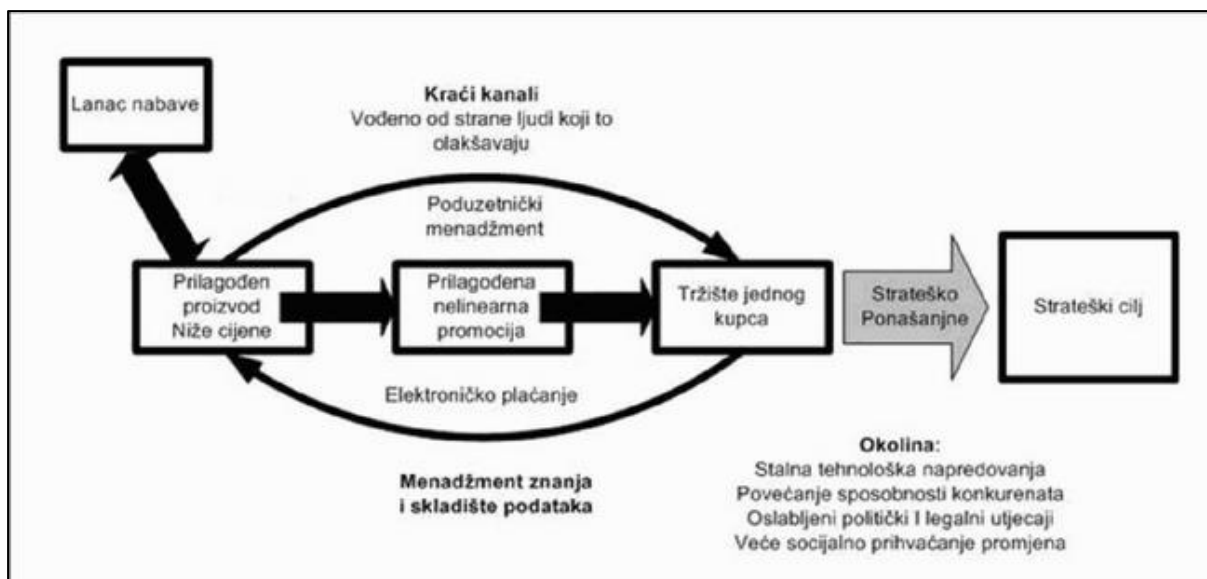 Lanac nabave
Kraći kanali
Vođeno od strane ljudi koji to
olakšavaju
Poduzetnički
menadžment
Prilagođen
proizvod
Niže cijene
Prilagođena
nelinearna
promocija
Tržište jednog
kupca
Strateško
Ponašanjne
Strateški cilj
Elektroničko plaćanje
Menadžment znanja
i skladište podataka
Okolina:
Stalna tehnološka napredovanja
Povećanje sposobnosti konkurenata
Oslabljeni politički I legalni utjecaji
Veće socijalno prihvaćanje promjena